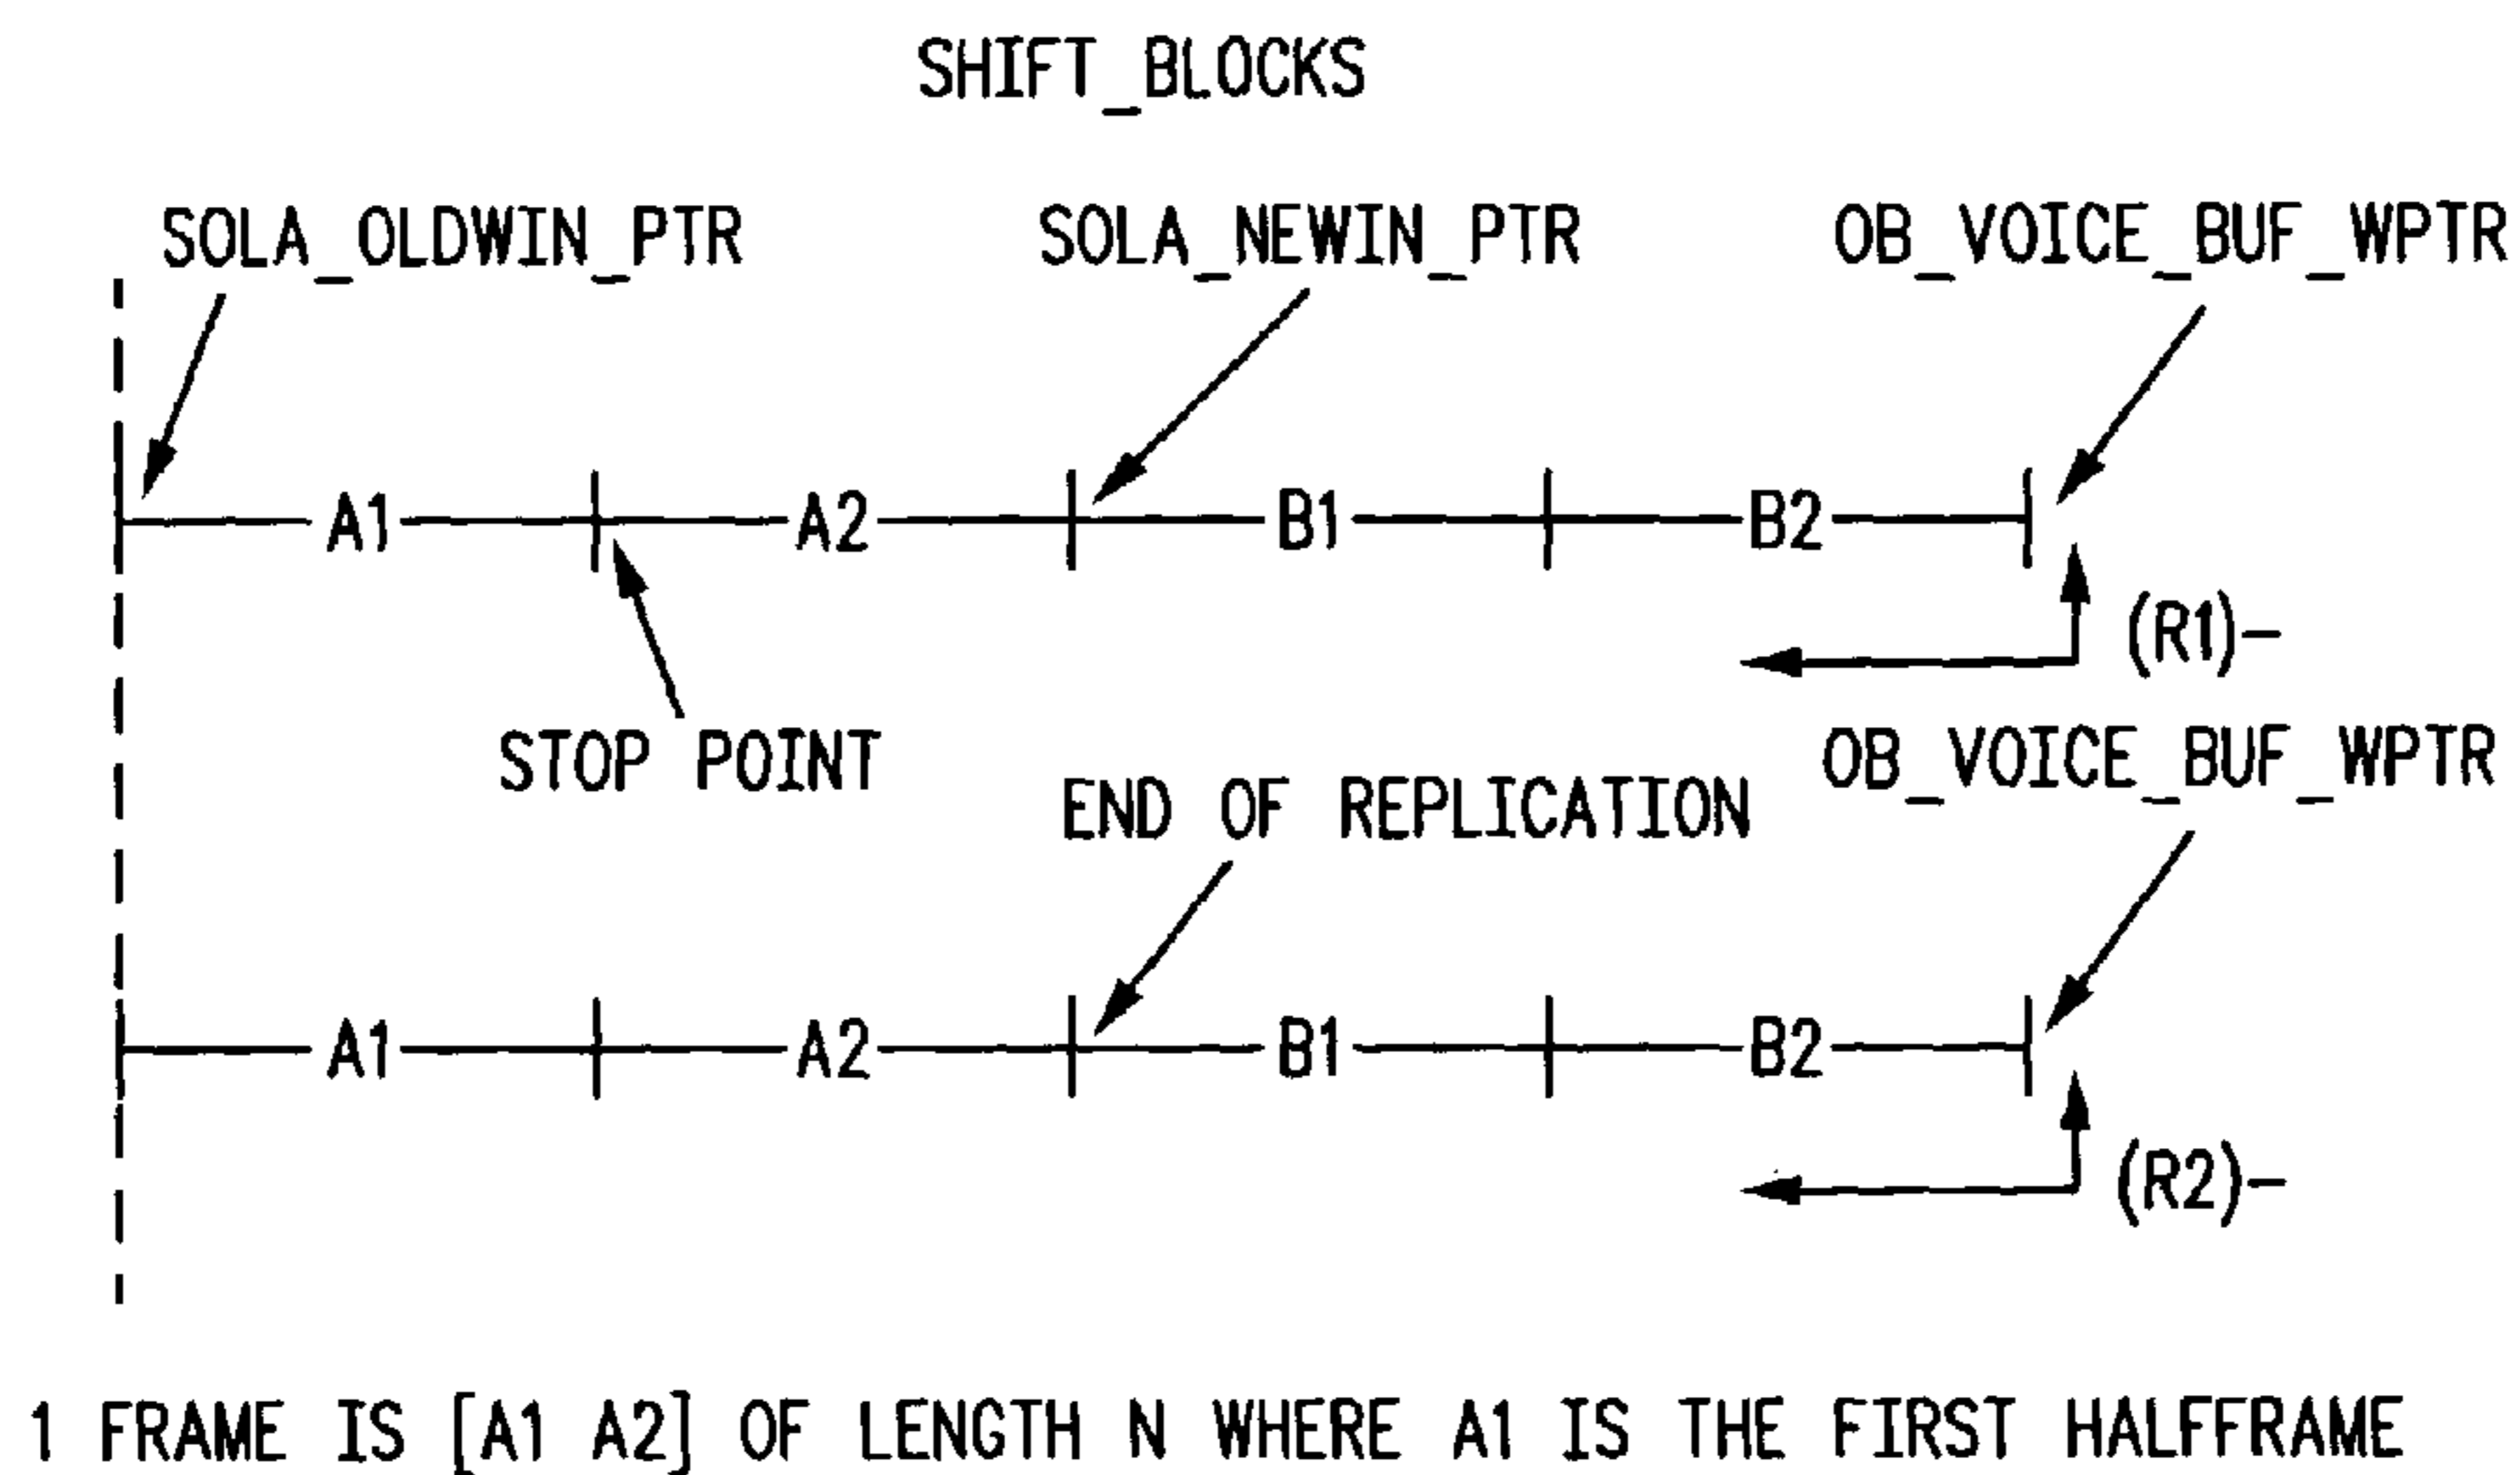 SHIFT_BLOCKS
SOLA_OLDWIN_PTR
SOLA_NEWIN_PTR
OB_VOICE_BUF_WPTR
A1
A2
B1
B2
(R1)-
STOP POINT
OB_VOICE_BUF_WPTR
END OF REPLICATION
A1
A2
B1
B2
(R2)-
1 FRAME IS [A1 A2] OF LENGTH N WHERE A1 IS THE FIRST HALFFRAME